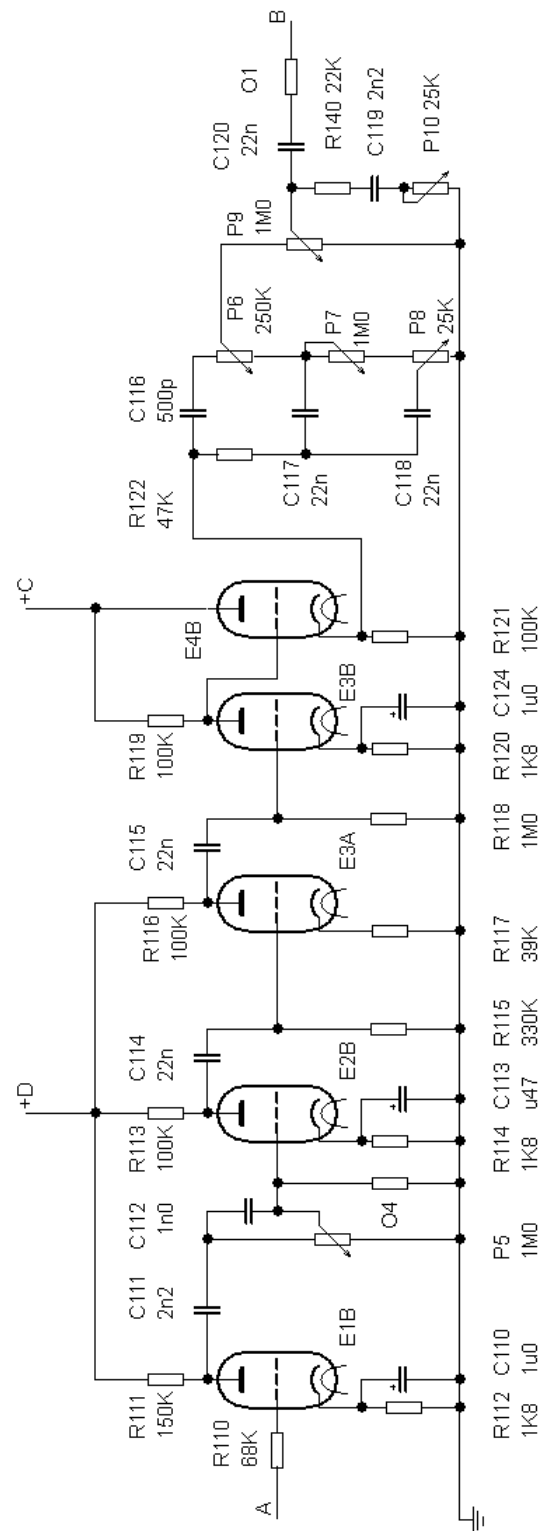 A
R110
68K
R111
150K
E1B
R112
1K8
C110
1u0
C111
2n2
C112
1n0
P5
1M0
O4
+D
R113
100K
E2B
R114
1K8
C113
u47
C114
22n
R115
330K
R116
100K
E3A
R117
39K
C115
22n
R118
1M0
R119
100K
E3B
R120
1K8
C124
1u0
+C
E4B
R121
100K
R122
47K
C116
500p
C117
22n
C118
22n
P6
250K
P7
1M0
P8
25K
P9
1M0
C120
22n
R140 22K
C119 2n2
P10 25K
O1
B